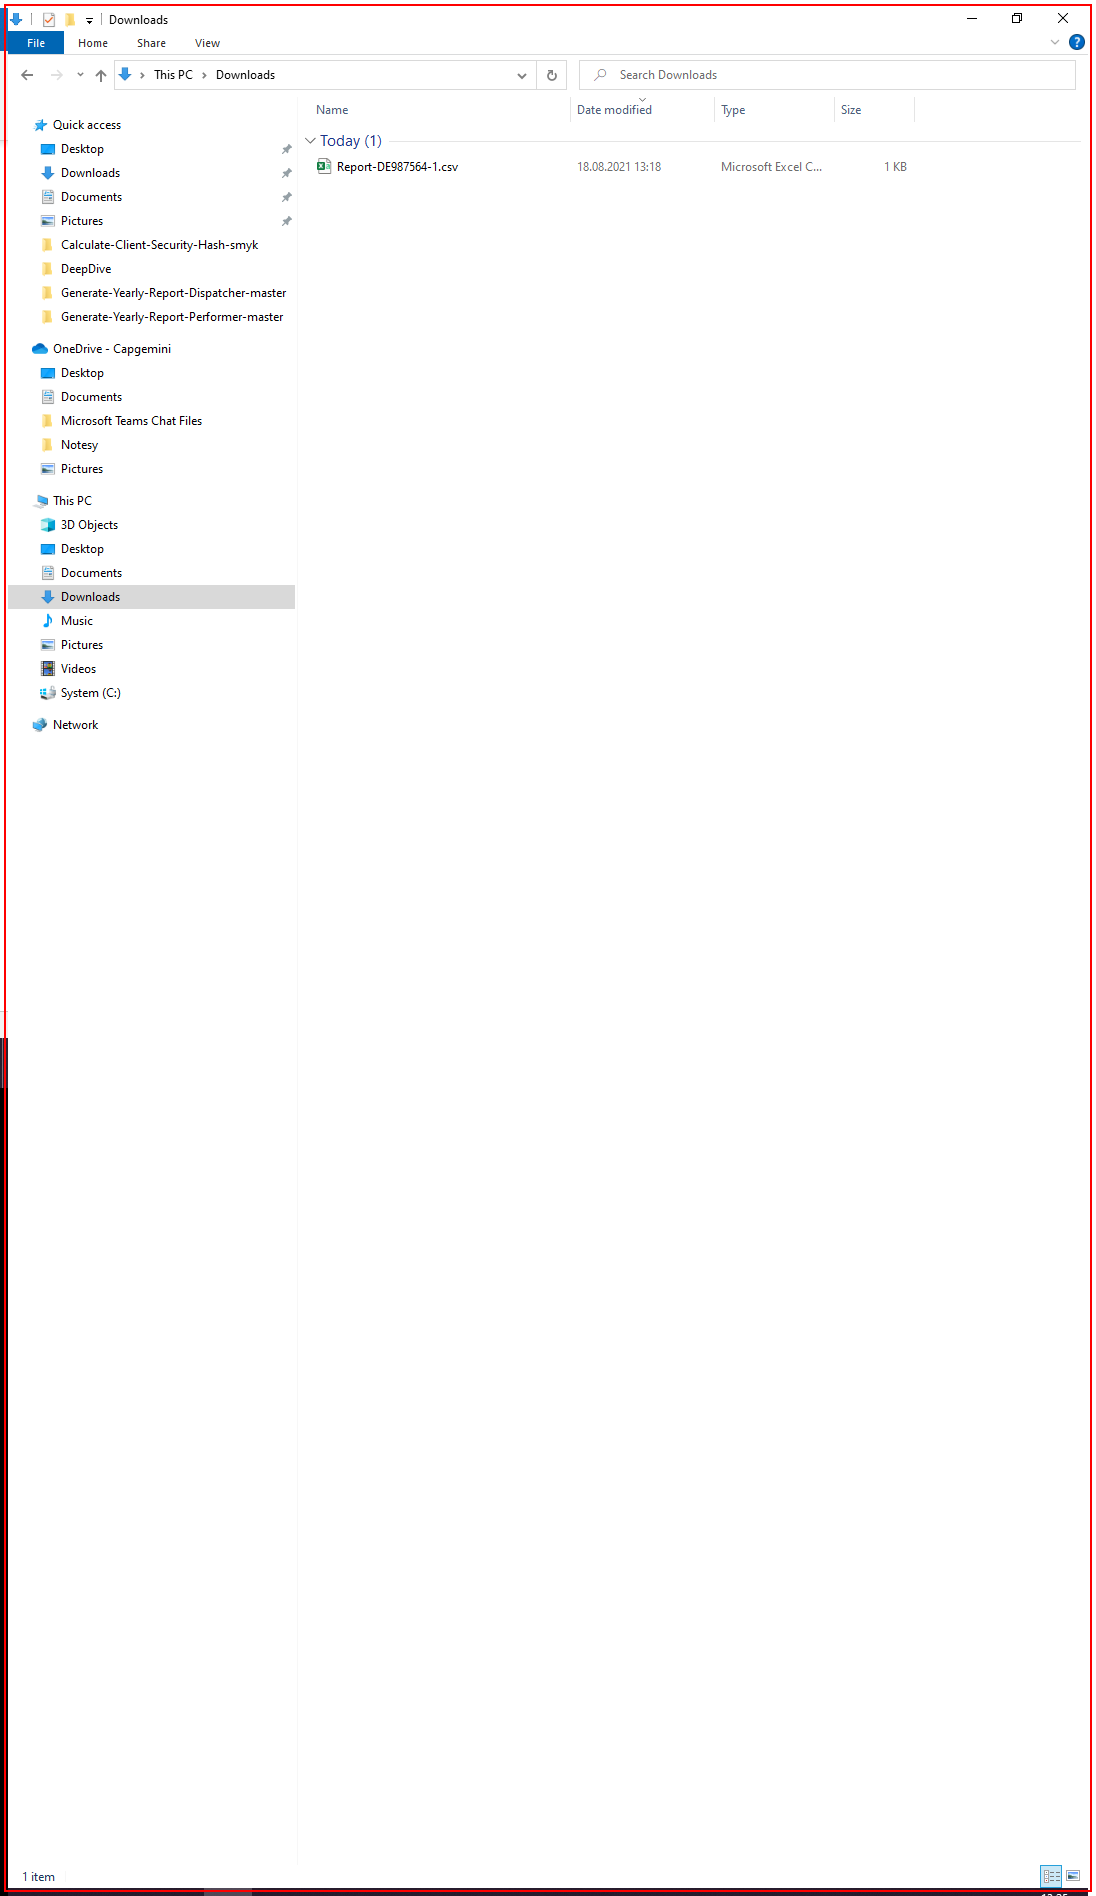 Downloads
File Home Share View
This PC Downloads
Search Downloads
Name Date modified Type Size
Today (1)
Report-DE987564-1.csv 18.08.2021 13:18 Microsoft Excel C... 1 KB
Quick access
Desktop
Downloads
Documents
Pictures
Calculate-Client-Security-Hash-smyk
DeepDive
Generate-Yearly-Report-Dispatcher-master
Generate-Yearly-Report-Performer-master
OneDrive - Capgemini
Desktop
Documents
Microsoft Teams Chat Files
Notesy
Pictures
This PC
3D Objects
Desktop
Documents
Downloads
Music
Pictures
Videos
System (C:)
Network
1 item